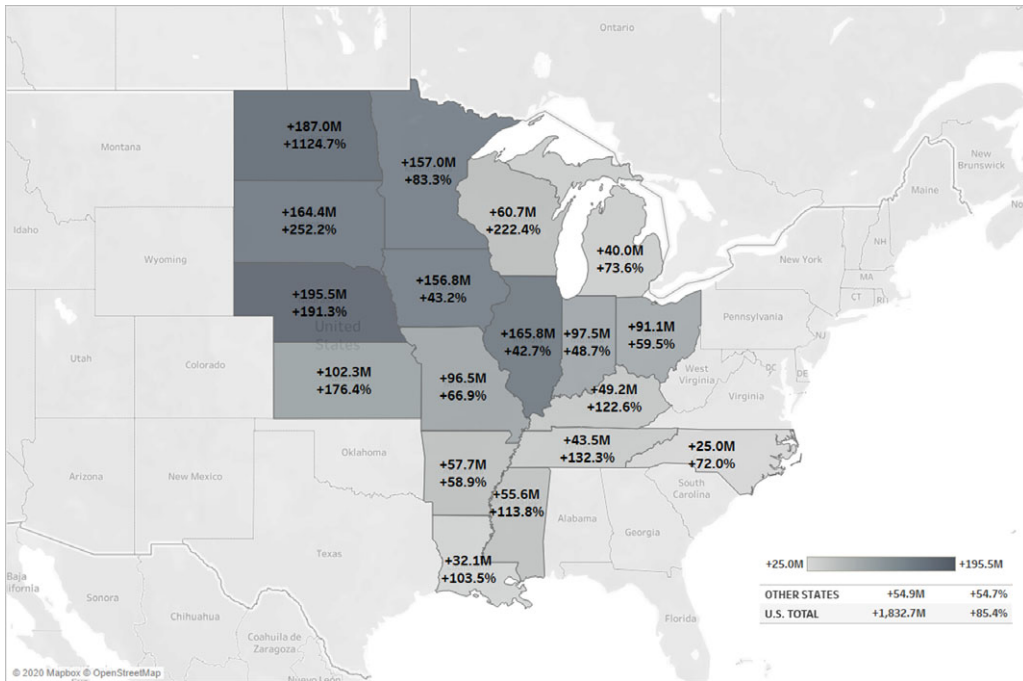 Ontario
+187.0M
+1124.7%
Montana
+157.0M
+83.3%
New
Brunswick
Maine
+164.4M
+252.2%
+60.7M
+222.4%
Idaho
+40.0M
+73.6%
NH
Wyoming
New York
MA
+156.8M
+43.2%
CT
RI
+195.5M
+191.3%
United
States
+165.8M
+42.7%
+97.5M
+48.7%
+91.1M
+59.5%
Pennsylvania
NJ
Utah
Colorado
+102.3M
+176.4%
+96.5M
+66.9%
West
Virginia
DC
DE
Virginia
+49.2M
+122.6%
Arizona
New Mexico
Oklahoma
+43.5M
+132.3%
+25.0M
+72.0%
+57.7M
+58.9%
South
Carolina
+55.6M
+113.8%
Alabama
Georgia
Texas
+32.1M
+103.5%
Baja
California
Sonora
Chihuahua
Coahuila de
Zaragoza
Nuevo León
Florida
+25.0M
+195.5M
OTHER STATES +54.9M +54.7%
U.S. TOTAL +1,832.7M +85.4%
© 2020 Mapbox © OpenStreetMap